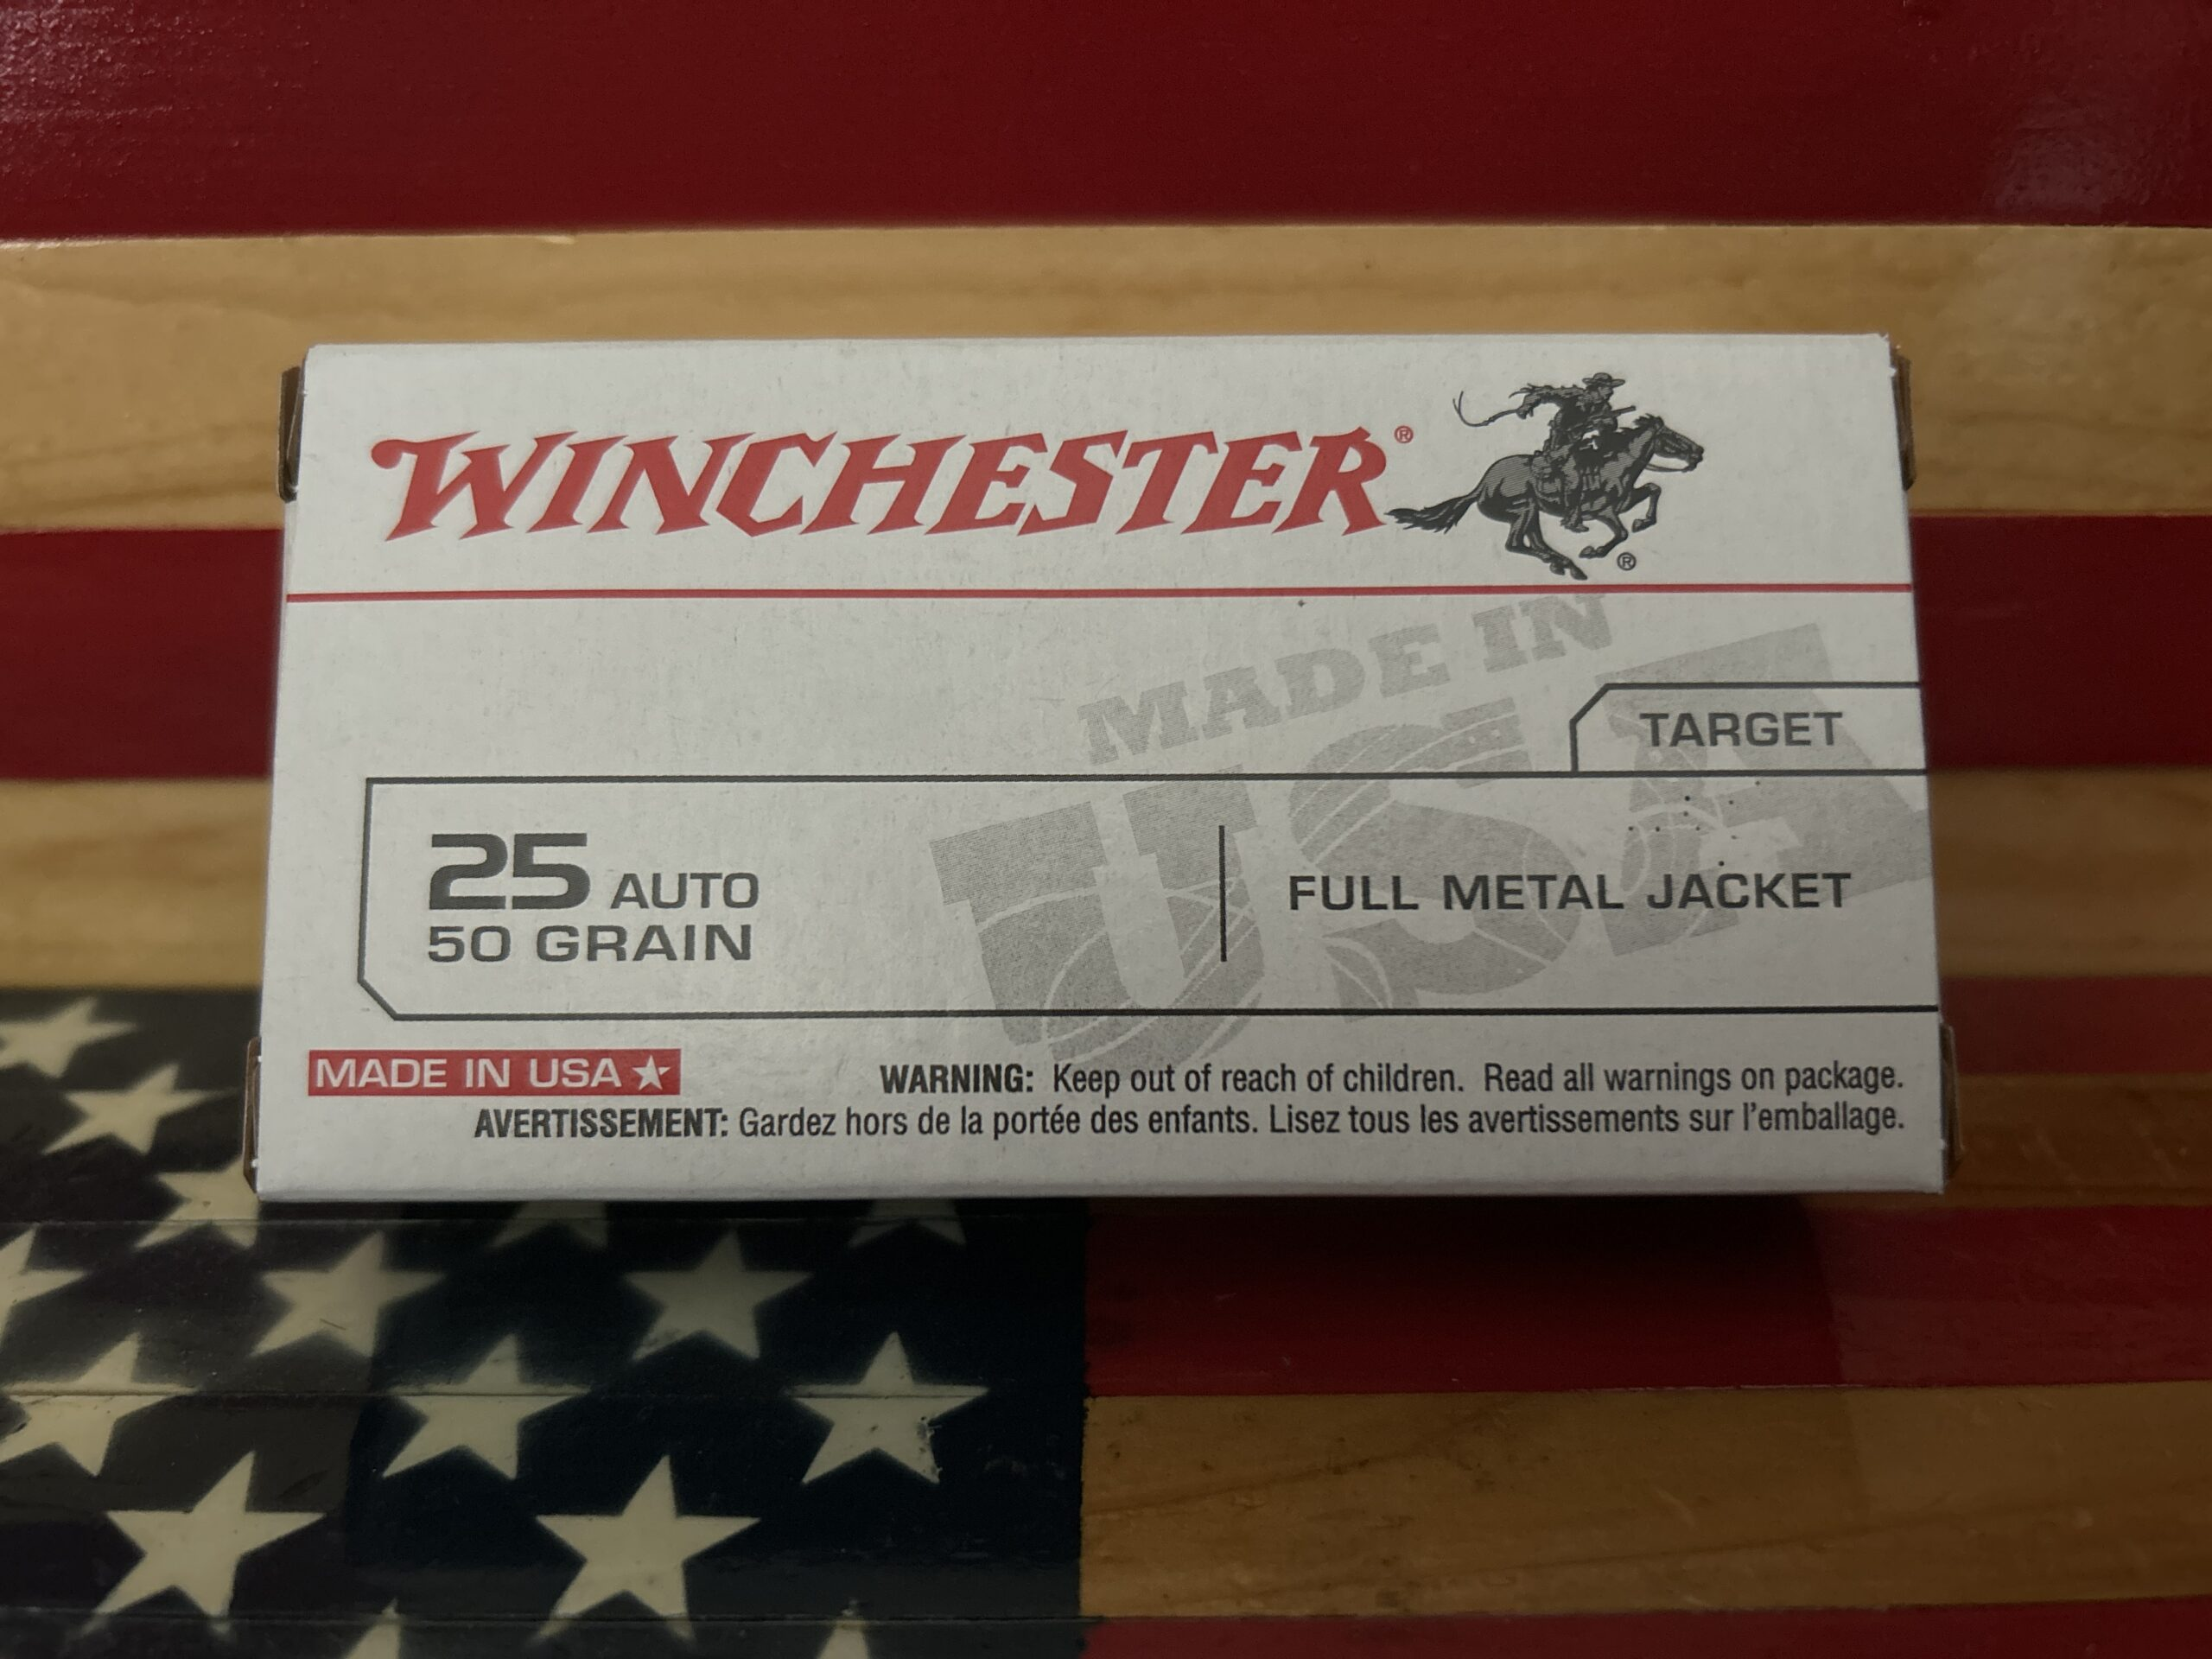 WINCHESTER®
®
MADE IN
USA
TARGET
25 AUTO
50 GRAIN
FULL METAL JACKET
MADE IN USA
WARNING: Keep out of reach of children. Read all warnings on package.
AVERTISSEMENT: Gardez hors de la portée des enfants. Lisez tous les avertissements sur l'emballage.